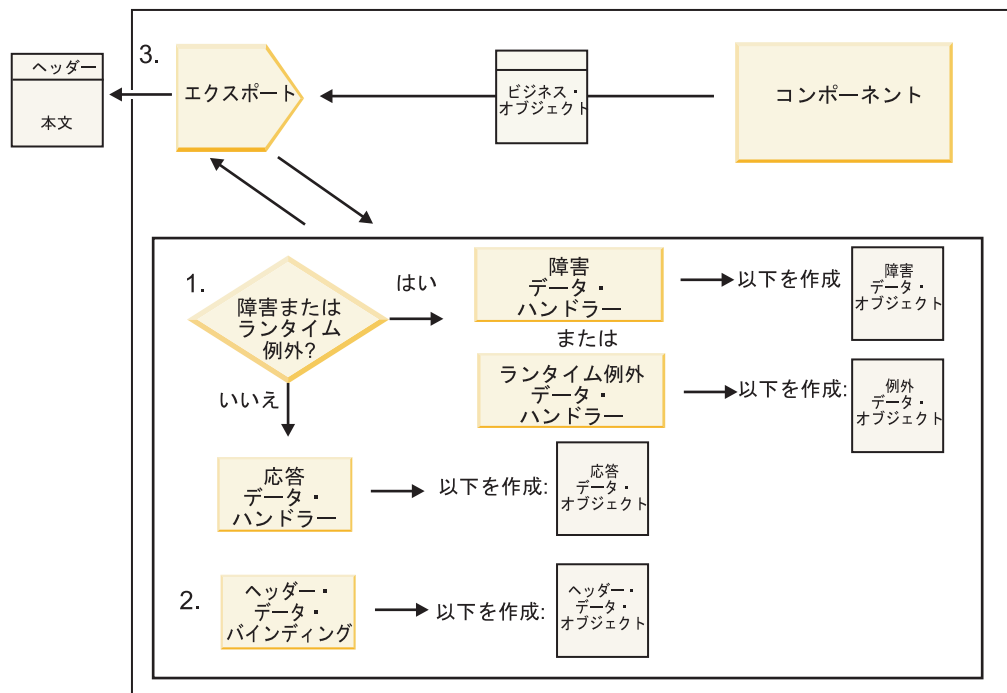 3.
ヘッダー
本文
エクスポート
ビジネス・
オブジェクト
コンポーネント
1.
障害または
ランタイム
例外?
はい
障害
データ・
ハンドラー
以下を作成
障害
データ・
オブジェクト
または
ランタイム例外
データ・
ハンドラー
以下を作成:
例外
データ・
オブジェクト
いいえ
応答
データ・
ハンドラー
以下を作成:
応答
データ・
オブジェクト
2.
ヘッダー・
データ・
バインディング
以下を作成:
ヘッダー・
データ・
オブジェクト